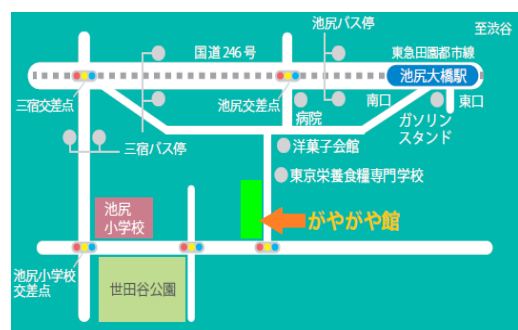 池尻バス停
至渋谷
国道246号
東急田園都市線
池尻大橋駅
三宿交差点
池尻交差点
南口
東口
病院
ガソリン
スタンド
三宿バス停
洋菓子会館
東京栄養食糧専門学校
池尻
小学校
がやがや館
池尻小学校
交差点
世田谷公園